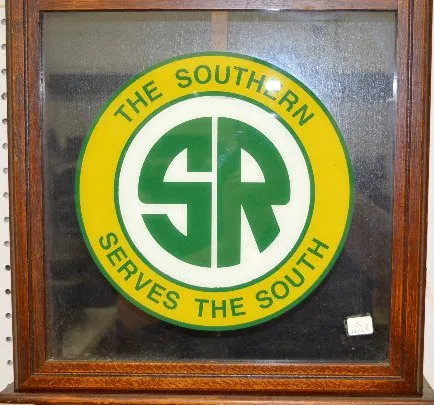 THE SOUTHERN
SR
SERVES THE SOUTH